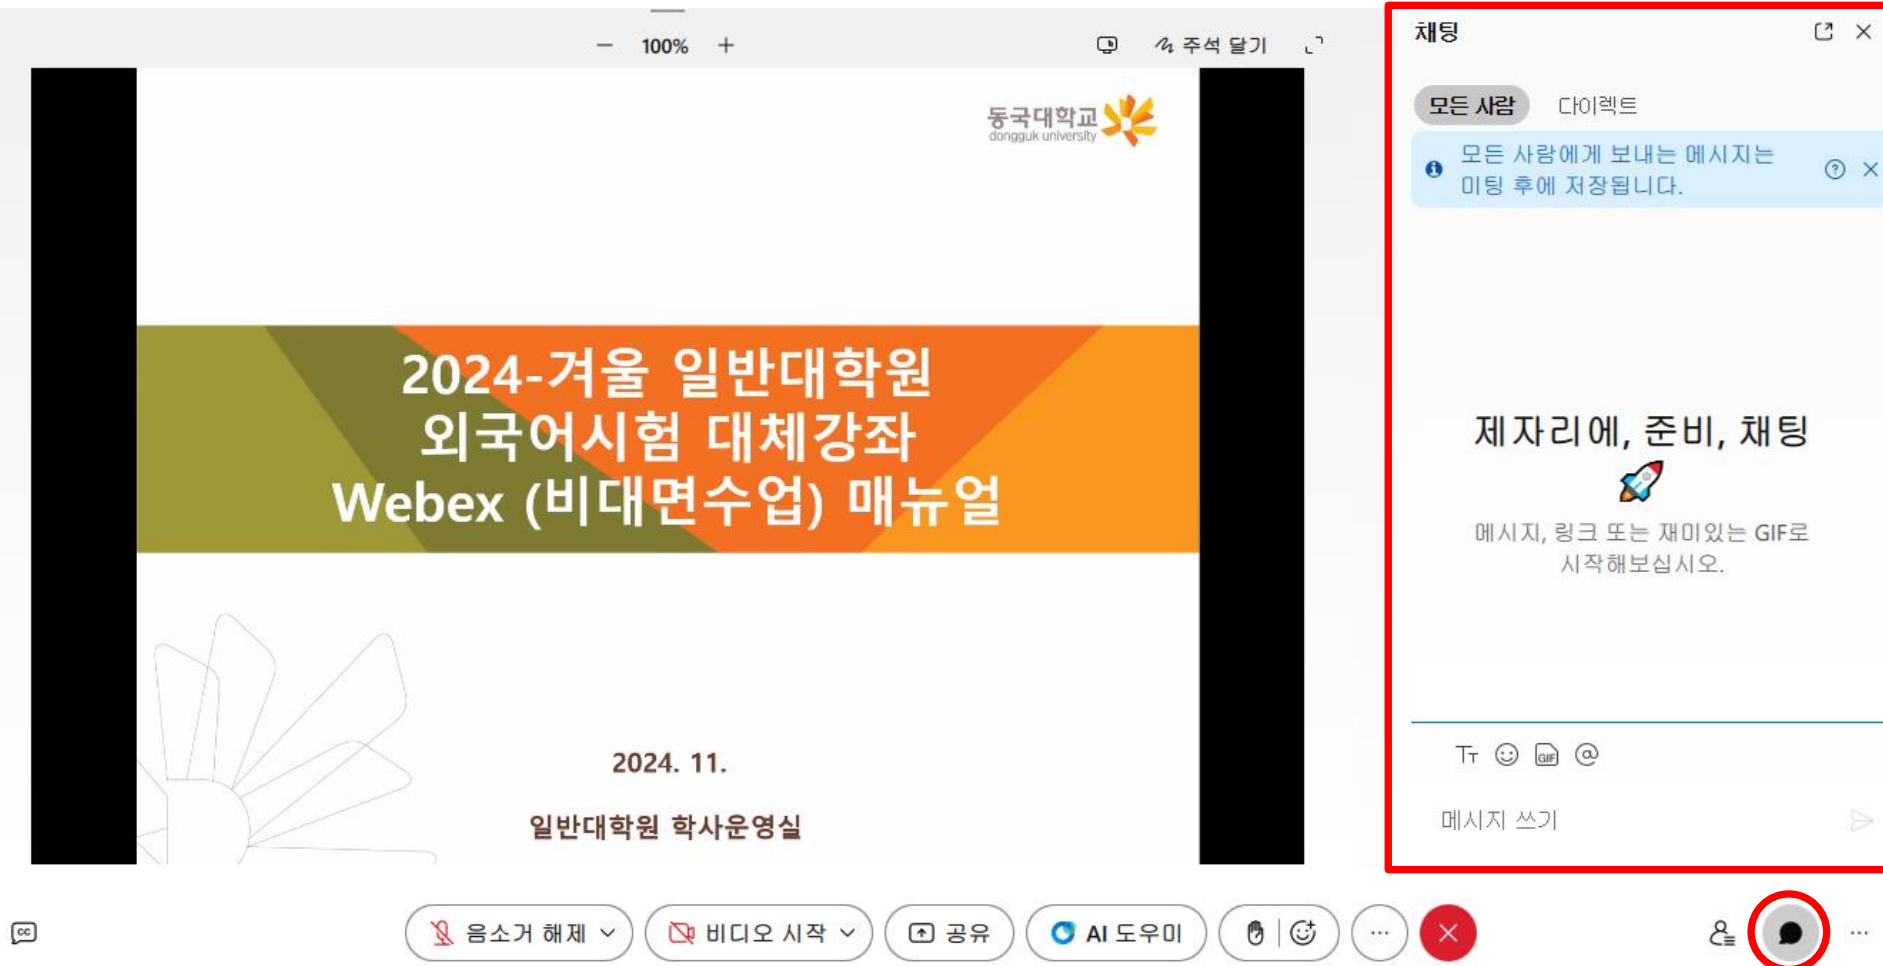 100%
주석 달기
동국대학교
dongguk university
2024-겨울 일반대학원
외국어시험 대체강좌
Webex (비대면수업) 매뉴얼
2024. 11.
일반대학원 학사운영실
채팅
모든 사람 다이렉트
모든 사람에게 보내는 메시지는
미팅 후에 저장됩니다.
제자리에, 준비, 채팅
메시지, 링크 또는 재미있는 GIF로
시작해보십시오.
GIF
메시지 쓰기
CC
음소거 해제
비디오 시작
공유
AI 도우미